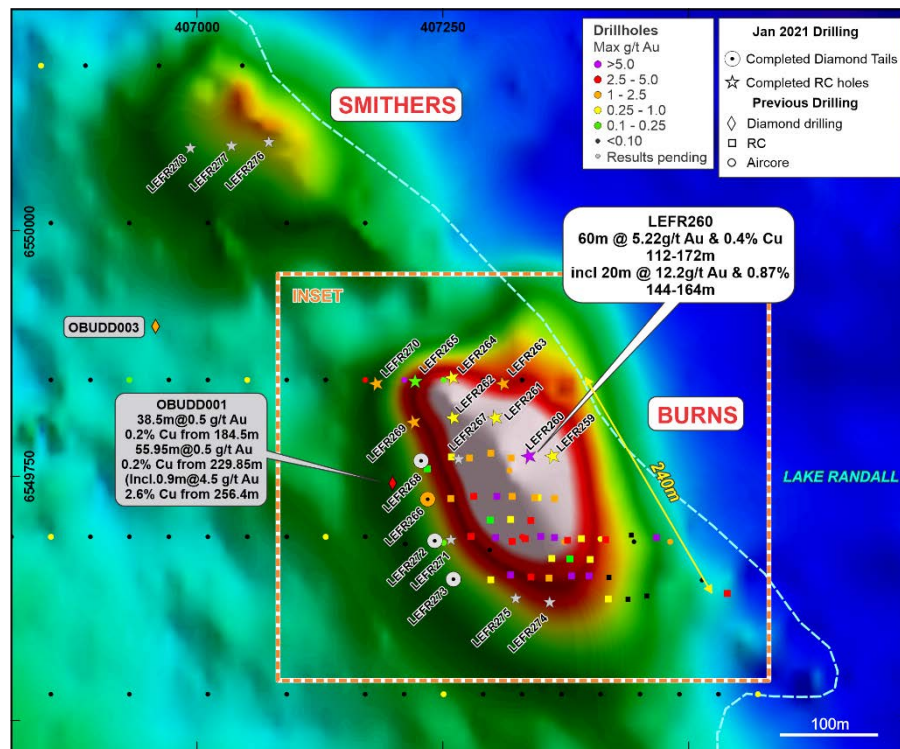 407000
407250
6550000
6549750
Drillholes
Max g/t Au
>5.0
2.5 - 5.0
1 - 2.5
0.25 - 1.0
0.1 - 0.25
<0.10
Results pending
Jan 2021 Drilling
Completed Diamond Tails
Completed RC holes
Previous Drilling
Diamond drilling
RC
Aircore
SMITHERS
LEFR278
LEFR277
LEFR276
LEFR260
60m @ 5.22g/t Au & 0.4% Cu
112-172m
incl 20m @ 12.2g/t Au & 0.87%
144-164m
INSET
OBUDD003
LEFR270
LEFR265
LEFR264
LEFR263
LEFR262
LEFR261
LEFR269
LEFR267
LEFR260
LEFR259
BURNS
OBUDD001
38.5m@0.5 g/t Au
0.2% Cu from 184.5m
55.95m@0.5 g/t Au
0.2% Cu from 229.85m
(Incl.0.9m@4.5 g/t Au
2.6% Cu from 256.4m
LEFR268
LEFR266
LEFR272
LEFR271
LEFR273
LEFR275
LEFR274
240m
LAKE RANDALL
100m